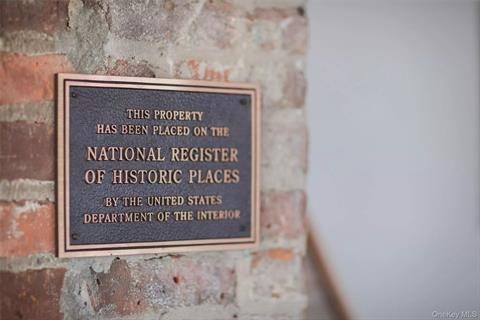 THIS PROPERTY
HAS BEEN PLACED ON THE
NATIONAL REGISTER
OF HISTORIC PLACES
BY THE UNITED STATES
DEPARTMENT OF THE INTERIOR
OneKey MLS